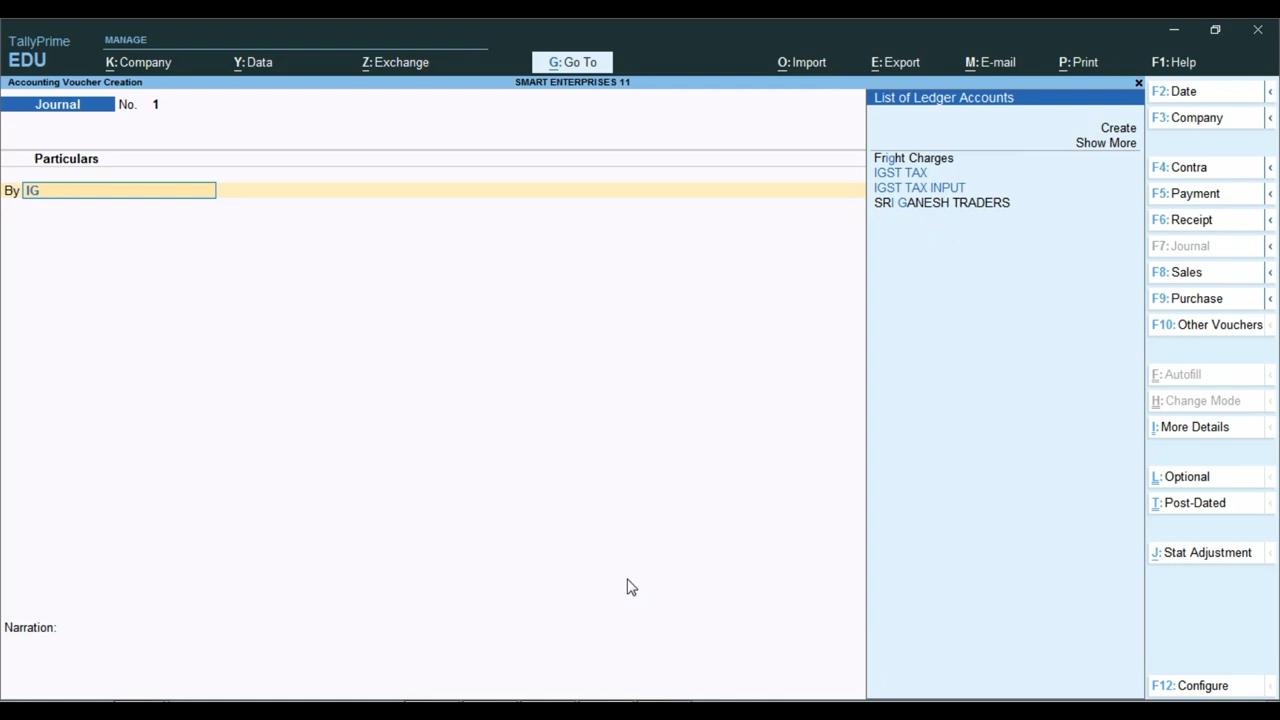 TallyPrime
EDU
MANAGE
K: Company
Y: Data
Z: Exchange
G: Go To
O: Import
E: Export
M: E-mail
P: Print
F1: Help
Accounting Voucher Creation
SMART ENTERPRISES 11
Journal No. 1
Particulars
By IG
Narration:
List of Ledger Accounts
Create
Show More
Fright Charges
IGST TAX
IGST TAX INPUT
SRI GANESH TRADERS
F2: Date
F3: Company
F4: Contra
F5: Payment
F6: Receipt
F7: Journal
F8: Sales
F9: Purchase
F10: Other Vouchers
F: Autofill
H: Change Mode
I: More Details
L: Optional
T: Post-Dated
J: Stat Adjustment
F12: Configure